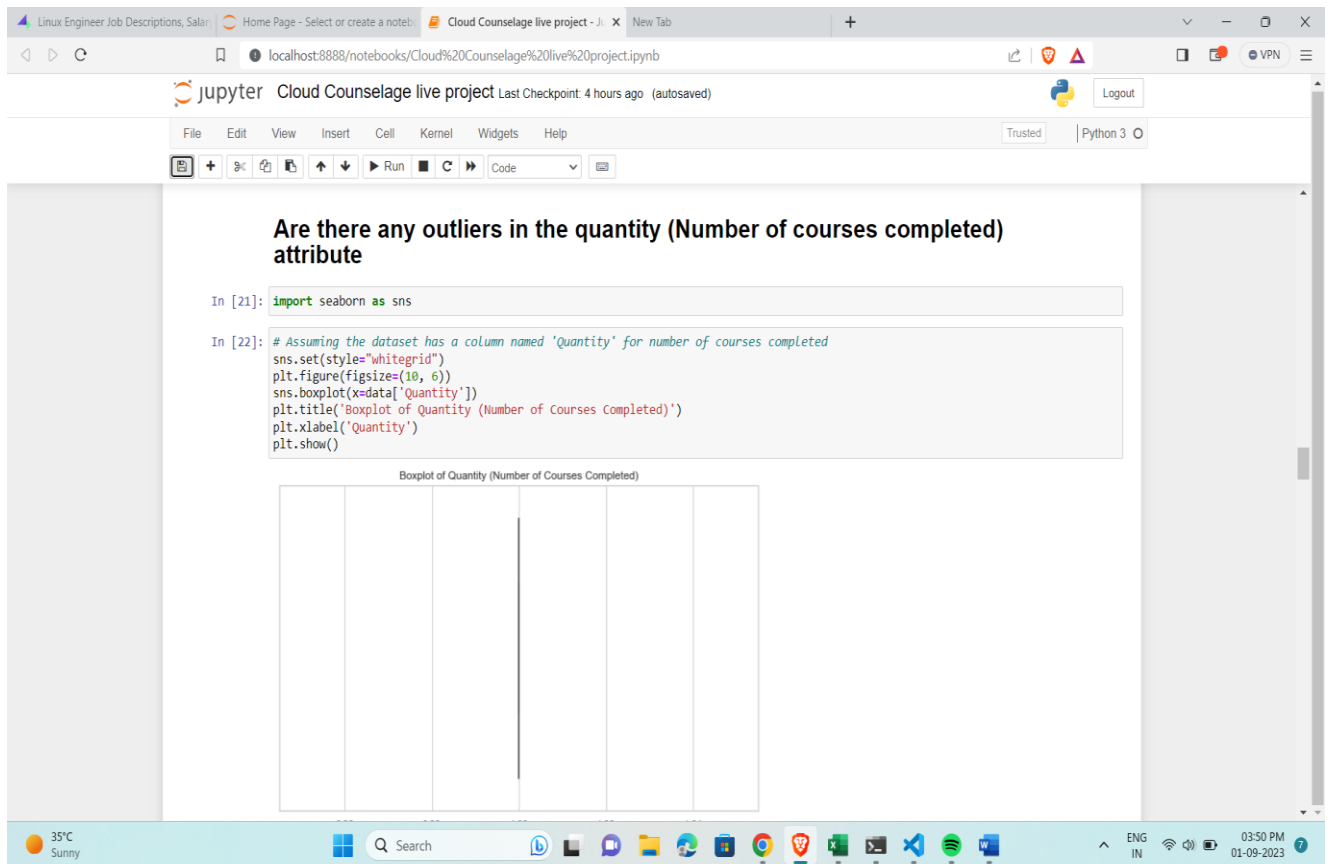 Linux Engineer Job Descriptions, Salar
Home Page - Select or create a notebo
Cloud Counselage live project - Ju
New Tab
localhost:8888/notebooks/Cloud%20Counselage%20live%20project.ipynb
VPN
jupyter Cloud Counselage live project Last Checkpoint: 4 hours ago (autosaved)
Logout
File Edit View Insert Cell Kernel Widgets Help
Trusted
Python 3
Run
Code
Are there any outliers in the quantity (Number of courses completed)
attribute
In [21]: import seaborn as sns
In [22]: # Assuming the dataset has a column named 'Quantity' for number of courses completed
sns.set(style="whitegrid")
plt.figure(figsize=(10, 6))
sns.boxplot(x=data['Quantity'])
plt.title('Boxplot of Quantity (Number of Courses Completed)')
plt.xlabel('Quantity')
plt.show()
Boxplot of Quantity (Number of Courses Completed)
35°C
Sunny
Search
ENG
IN
03:50 PM
01-09-2023
7